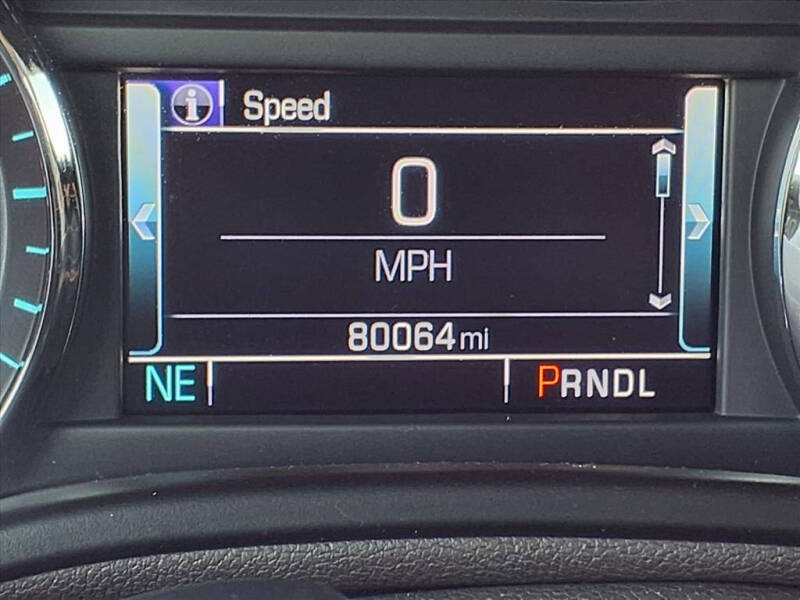 i Speed
0
MPH
80064 mi
NE PRNDL